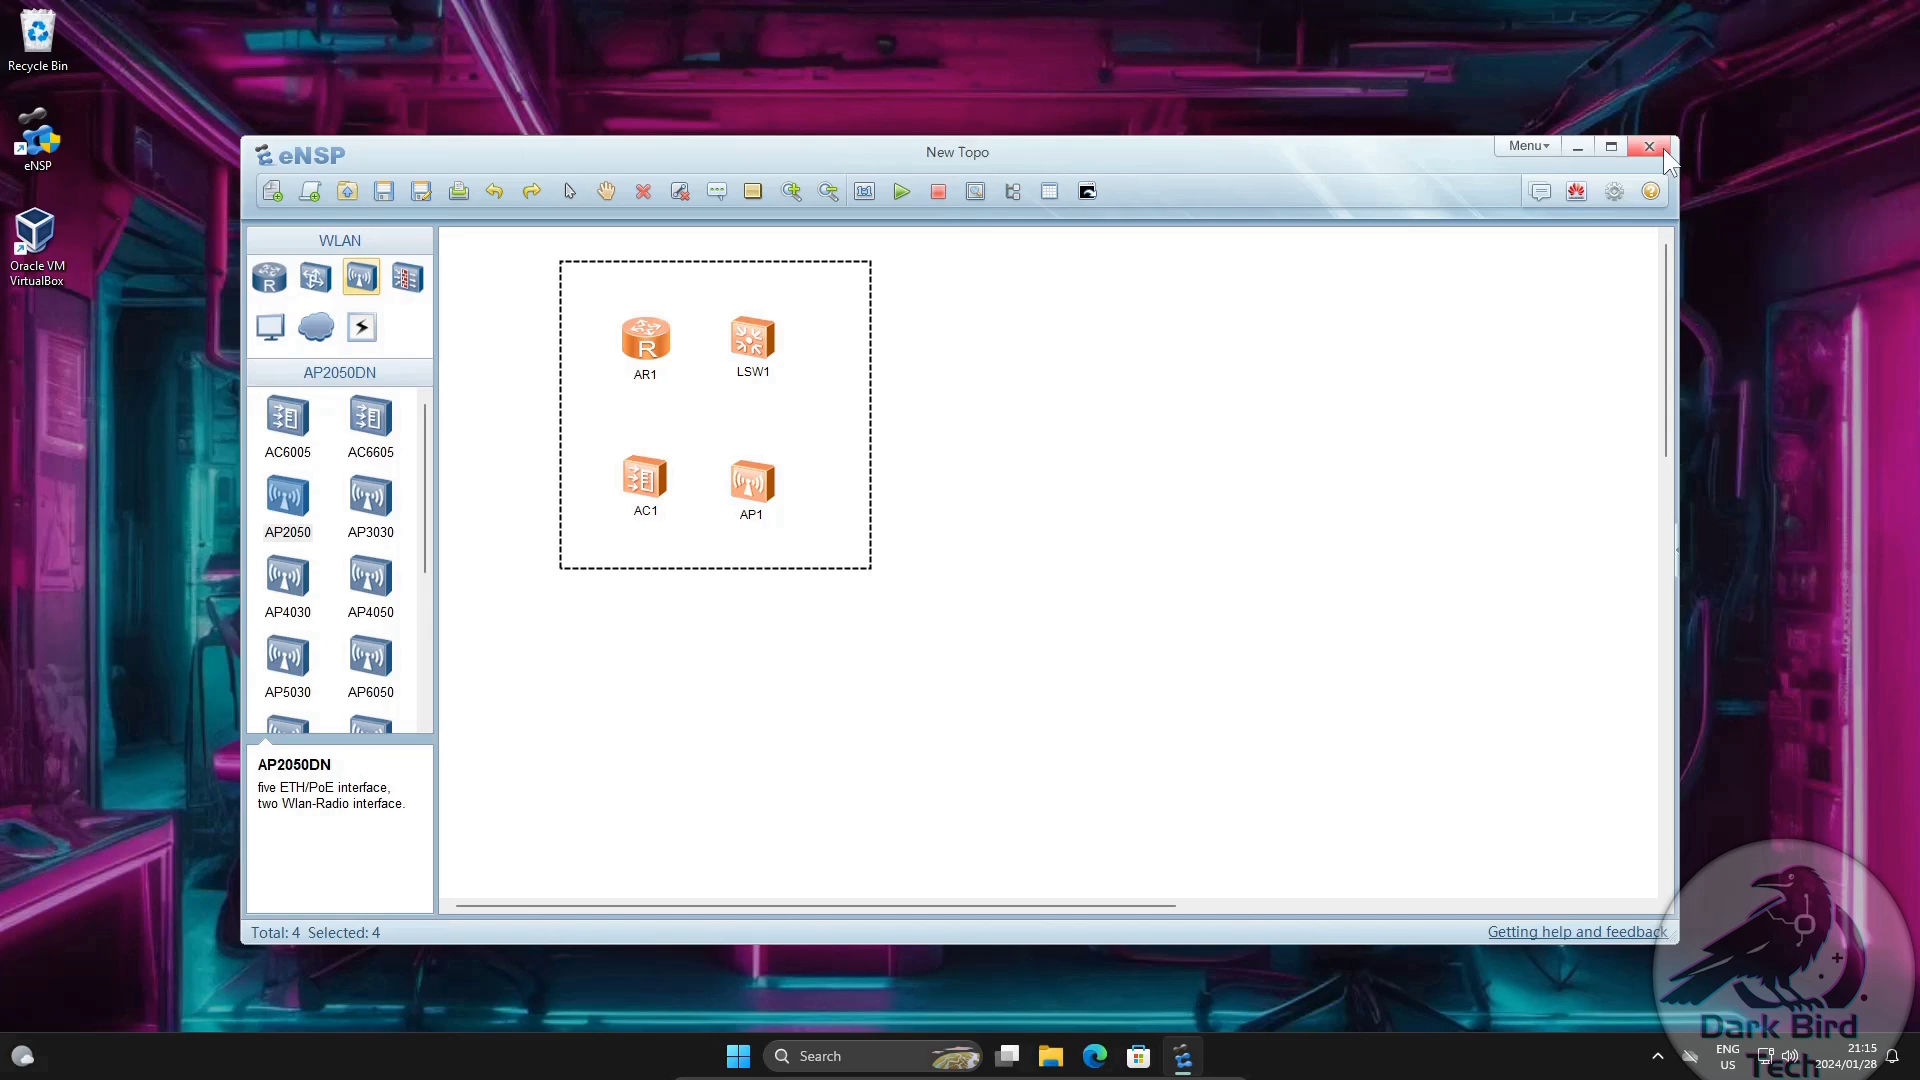 Recycle Bin
eNSP
Oracle VM
VirtualBox
eNSP
New Topo
Menu
1:1
WLAN
R
AP2050DN
AC6005
AC6605
AP2050
AP3030
AP4030
AP4050
AP5030
AP6050
AP2050DN
five ETH/PoE interface,
two Wlan-Radio interface.
R
AR1
LSW1
AC1
AP1
Total: 4 Selected: 4
Getting help and feedback
Dark Bird
Tech
Search
ENG
US
21:15
2024/01/28